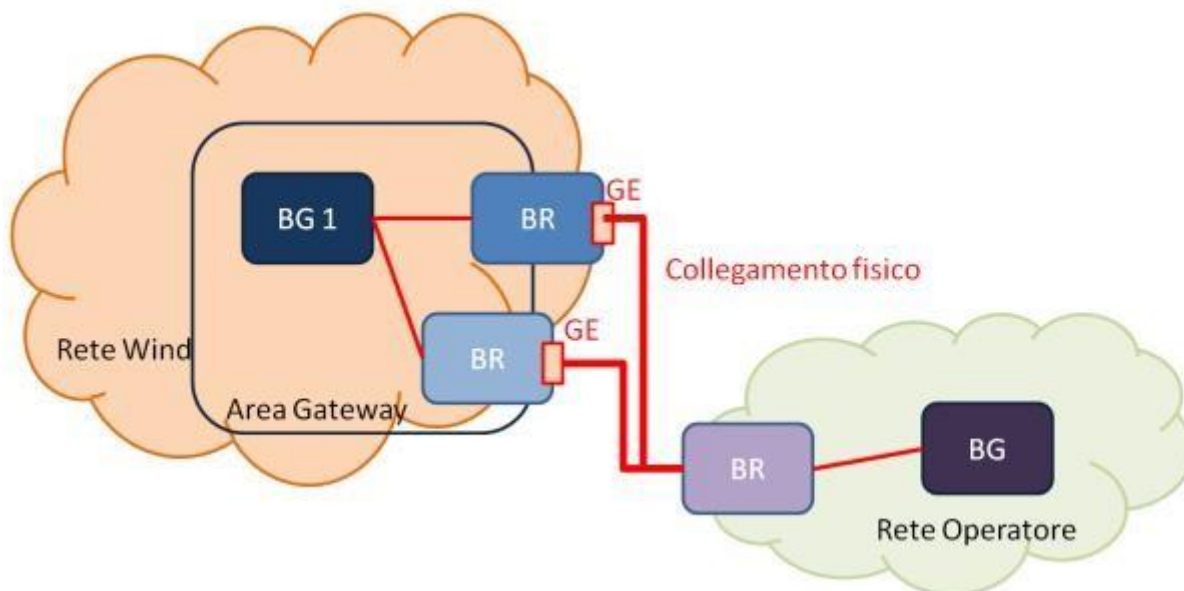 GE
BG 1
BR
Collegamento fisico
GE
Rete Wind
BR
Area Gateway
BR
BG
Rete Operatore